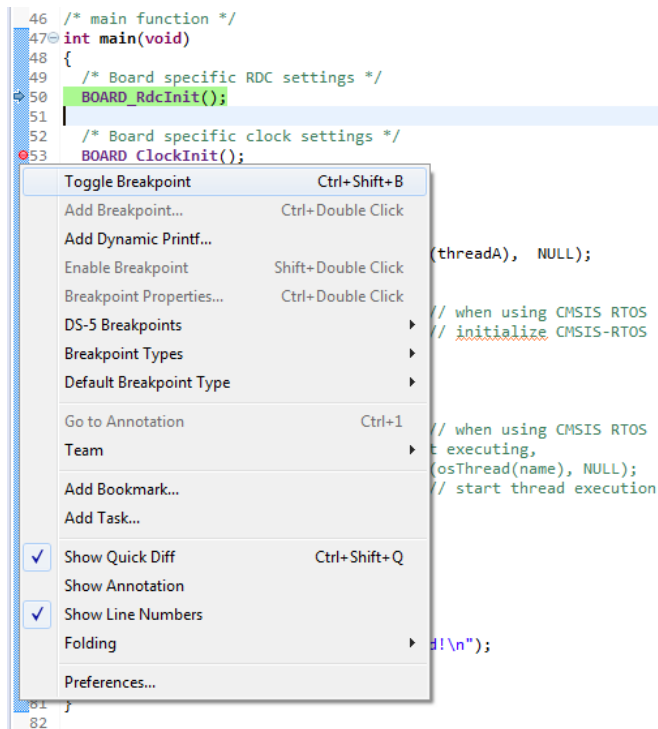 46 /* main function */
47 int main(void)
48 {
49 /* Board specific RDC settings */
50 BOARD_RdcInit();
51
52 /* Board specific clock settings */
53 BOARD_ClockInit();
Toggle Breakpoint Ctrl+Shift+B
Add Breakpoint... Ctrl+Double Click
Add Dynamic Printf...
(threadA), NULL);
Enable Breakpoint Shift+Double Click
Breakpoint Properties... Ctrl+Double Click
// when using CMSIS RTOS
DS-5 Breakpoints
// initialize CMSIS-RTOS
Breakpoint Types
Default Breakpoint Type
Go to Annotation Ctrl+1
// when using CMSIS RTOS
Team
t executing,
(osThread(name), NULL);
Add Bookmark...
// start thread execution
Add Task...
Show Quick Diff Ctrl+Shift+Q
Show Annotation
Show Line Numbers
Folding
d!\n");
Preferences...
81 }
82